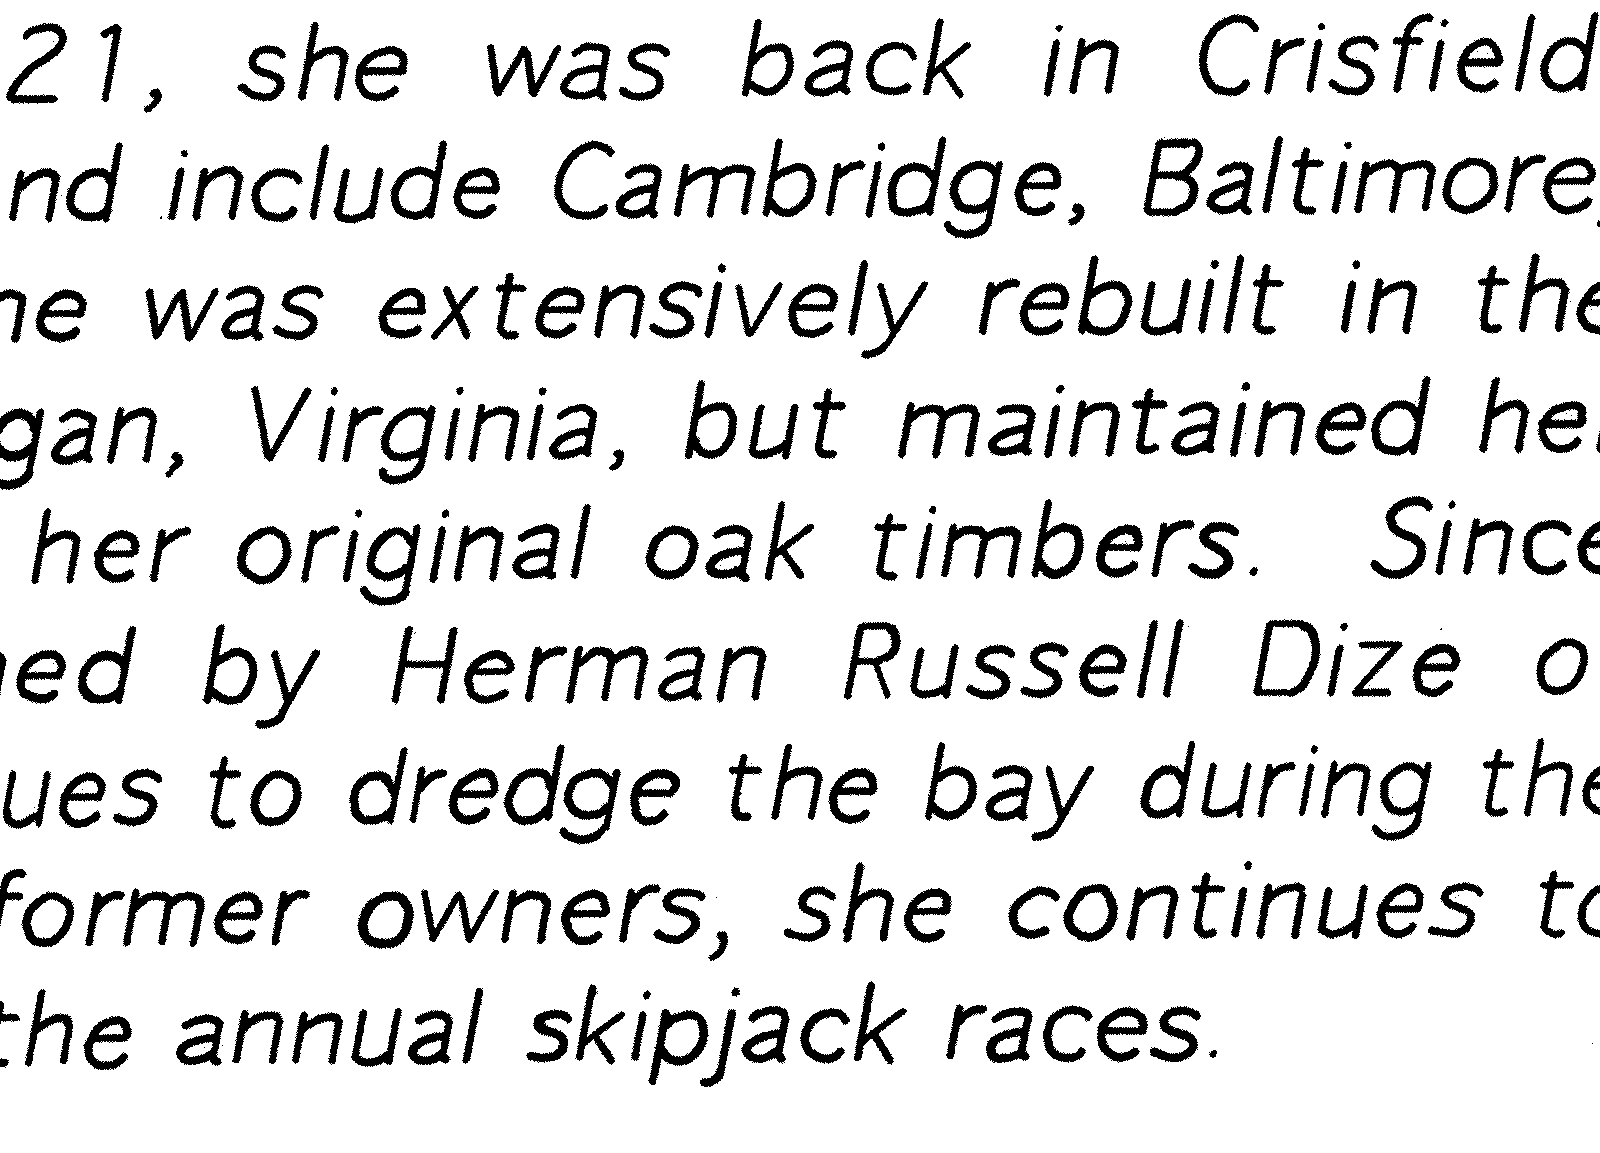 21, she was back in Crisfield
nd include Cambridge, Baltimore,
he was extensively rebuilt in the
gan, Virginia, but maintained her
her original oak timbers. Since
ned by Herman Russell Dize o
ues to dredge the bay during the
former owners, she continues to
the annual skipjack races.